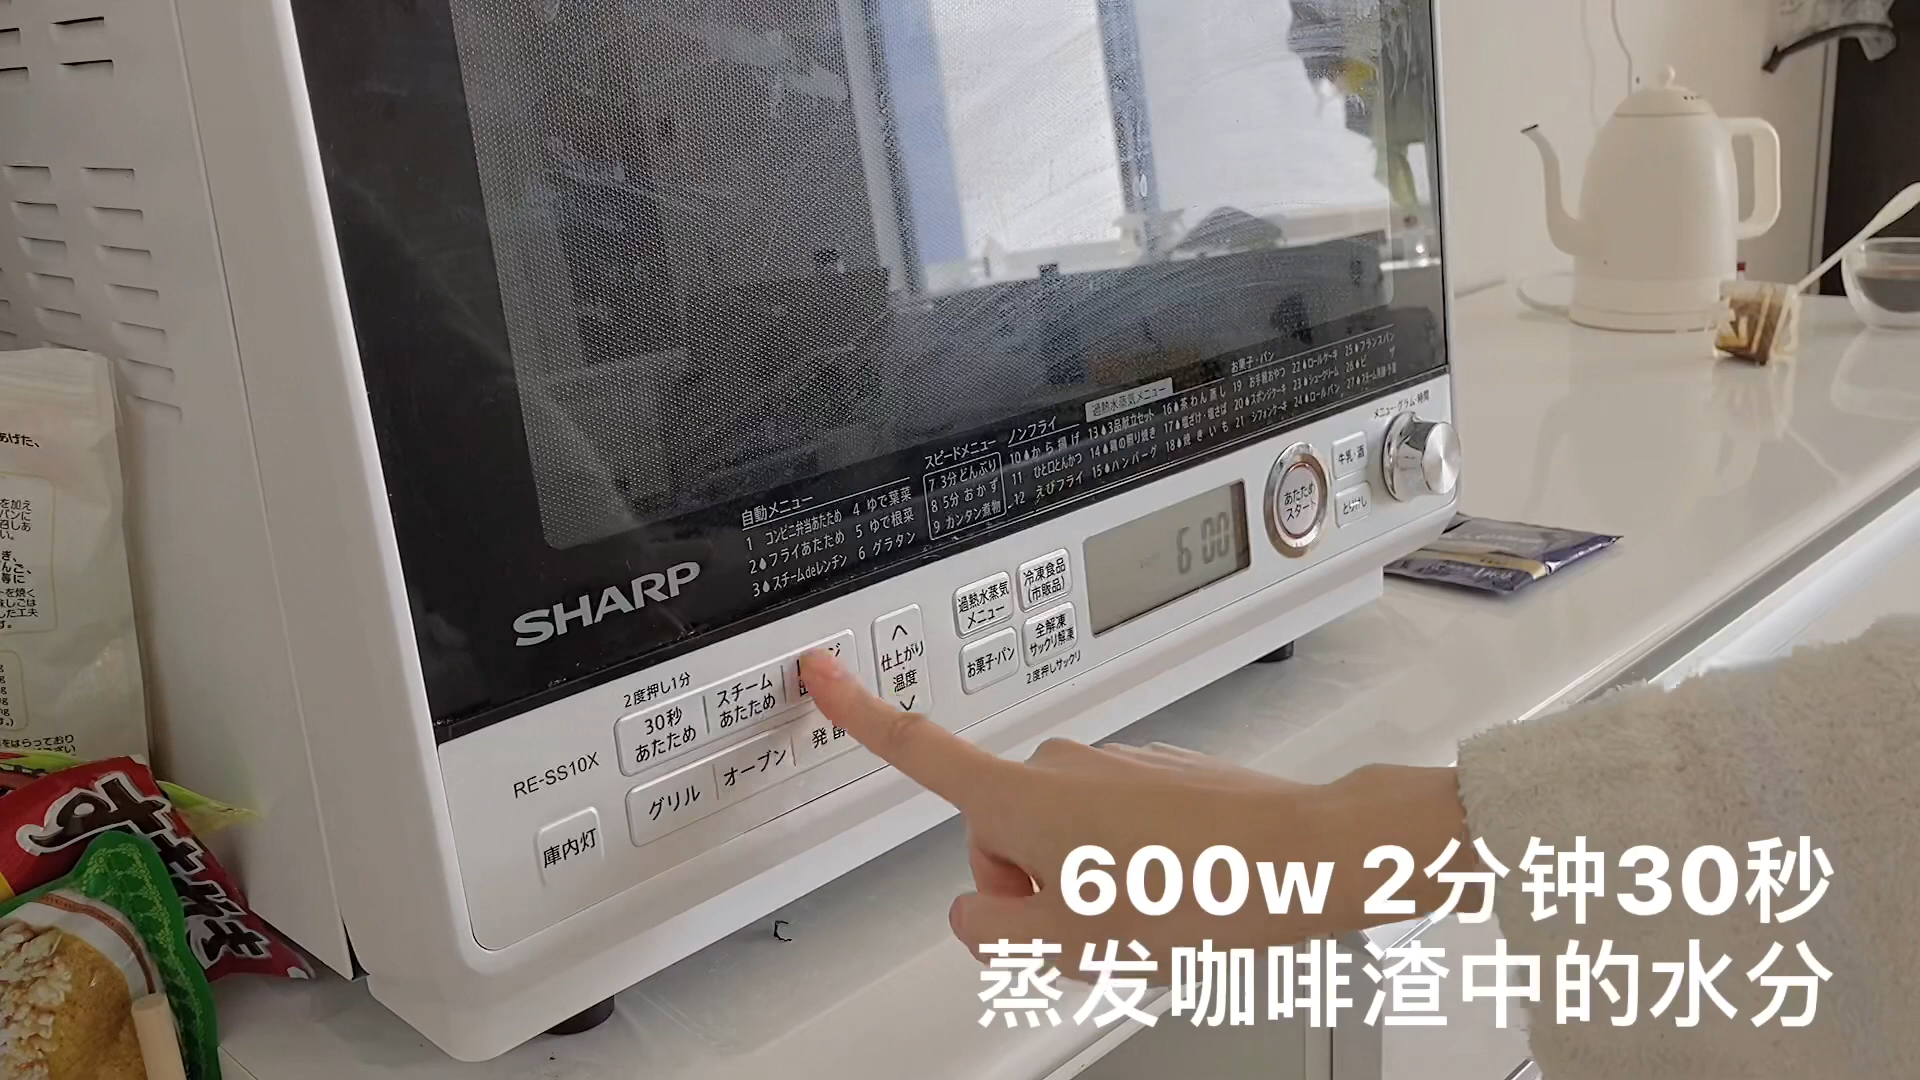 自動メニュー
1 コンビニ弁当あたため
2 フライあたため
3 スチームdeレンチン
4 ゆで葉菜
5 ゆで根菜
6 グラタン
スピードメニュー
7 3分どんぶり
8 5分おかず
9 カンタン煮物
ノンフライ
10 から揚げ
11 ひと口とんかつ
12 えびフライ
過熱水蒸気メニュー
13 3品献立セット
14 鶏の照り焼き
15 ハンバーグ
16 茶わん蒸し
17 塩ざけ・塩さば
18 焼きいも
お菓子・パン
19 お手軽おやつ
20 スポンジケーキ
21 シフォンケーキ
22 ロールケーキ
23 シュークリーム
24 ロールパン
25 フランスパン
26 ピザ
SHARP
メニュー・グラム・時間
牛乳・酒
とりけし
あたため
スタート
600
冷凍食品
(市販品)
過熱水蒸気
メニュー
全解凍
サックリ解凍
お菓子・パン
2度押しサックリ
仕上がり
温度
2度押し1分
30秒
あたため
スチーム
あたため
RE-SS10X
グリル
オーブン
庫内灯
600w 2分钟30秒
蒸发咖啡渣中的水分